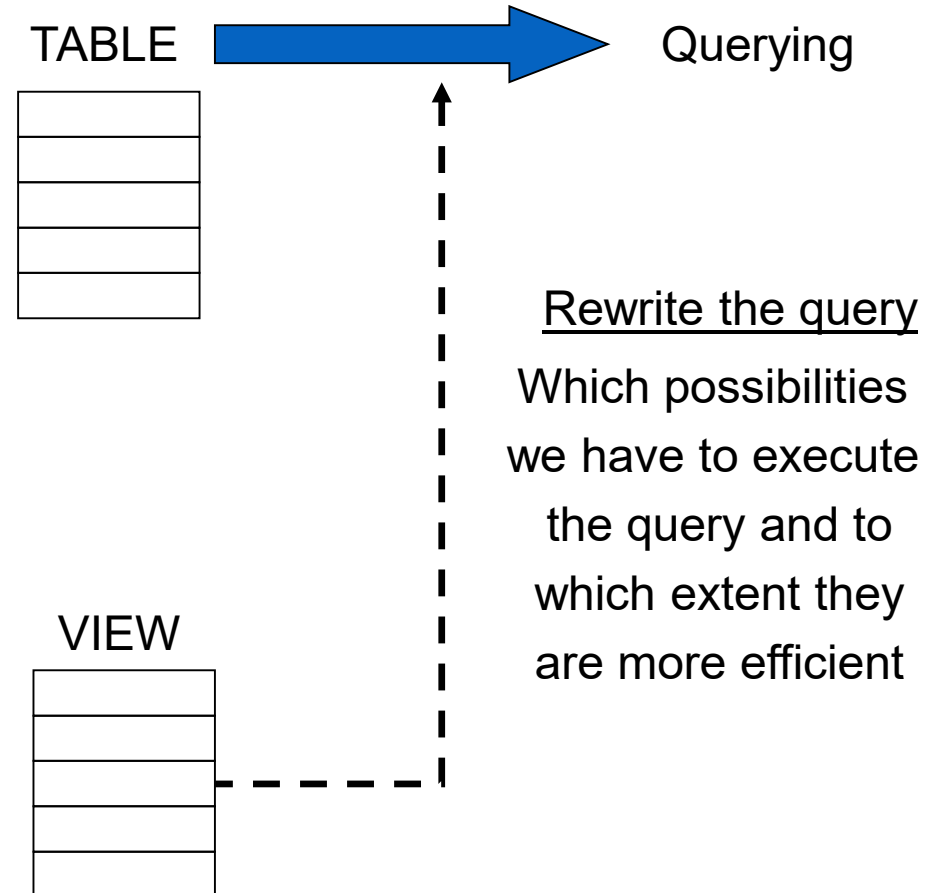 TABLE
Querying
Rewrite the query
Which possibilities
we have to execute
the query and to
which extent they
are more efficient
VIEW